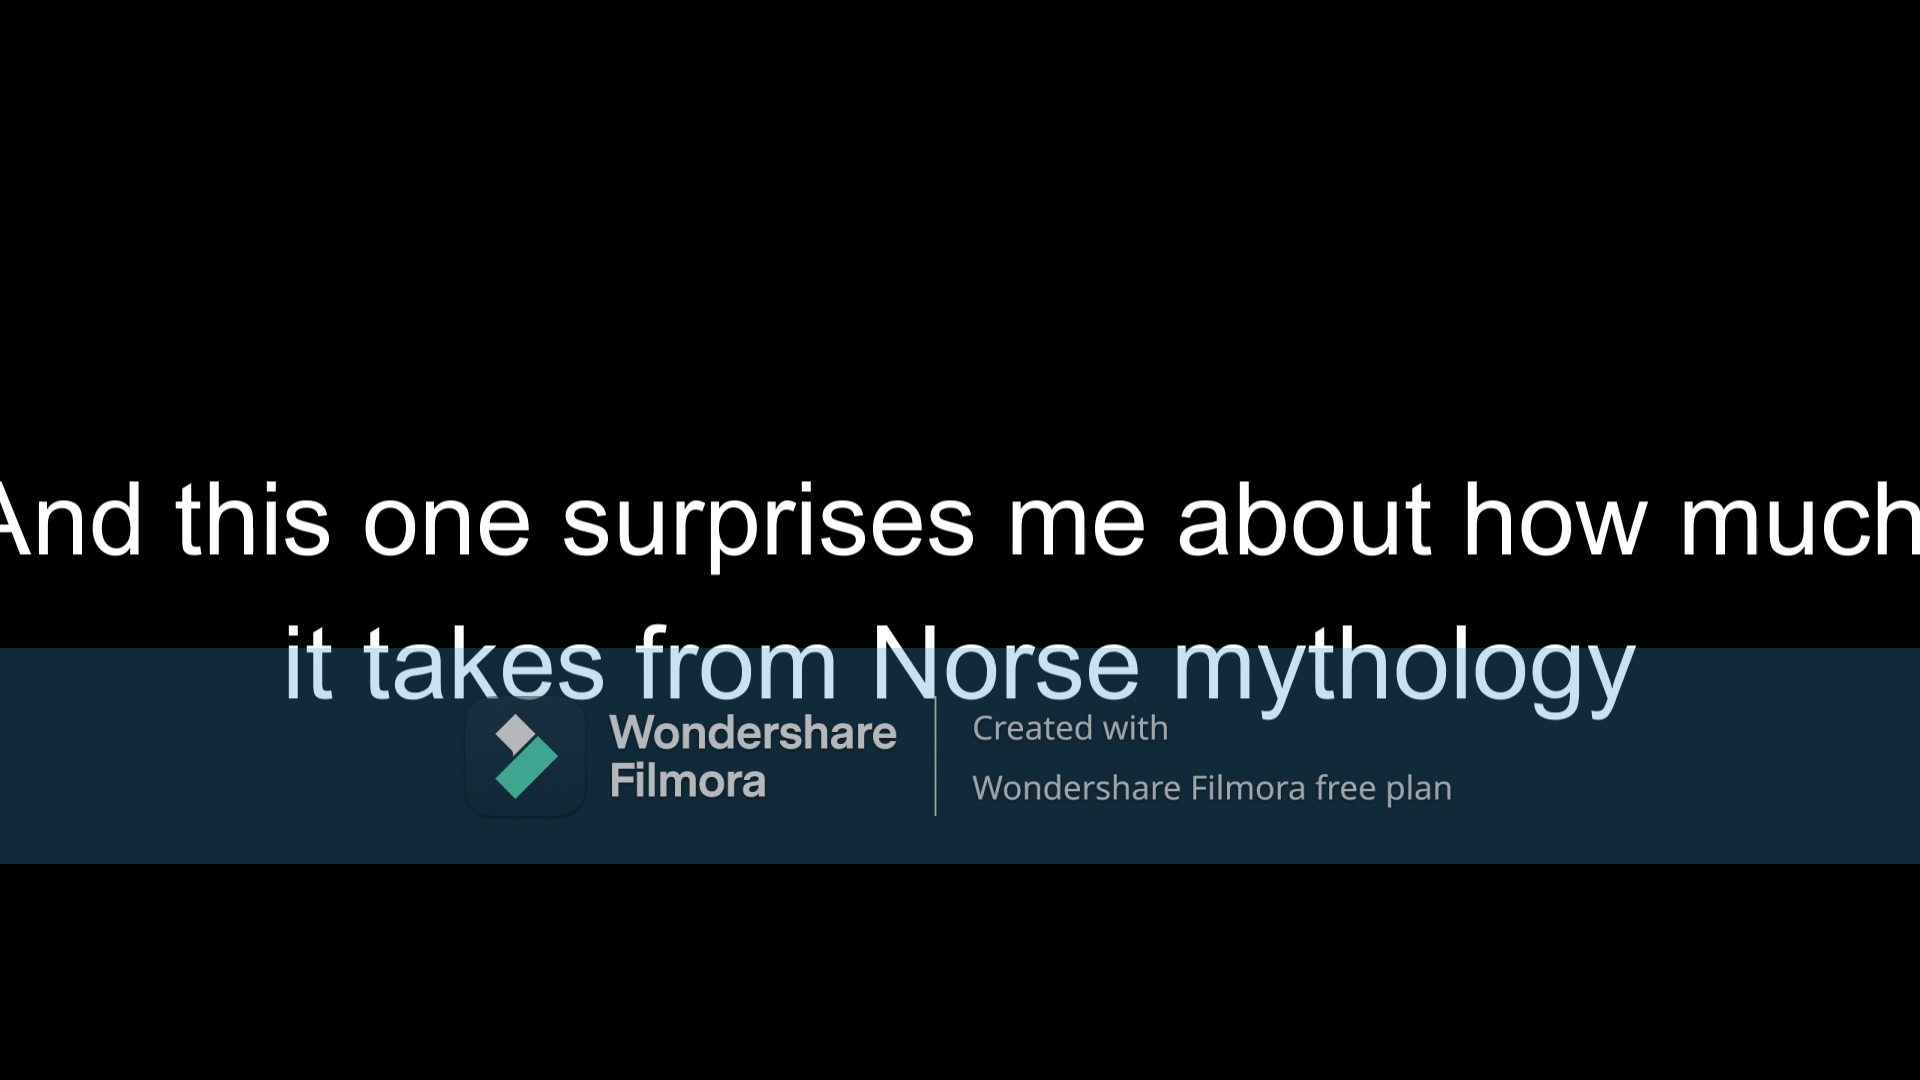 And this one surprises me about how much
it takes from Norse mythology
Wondershare
Filmora
Created with
Wondershare Filmora free plan